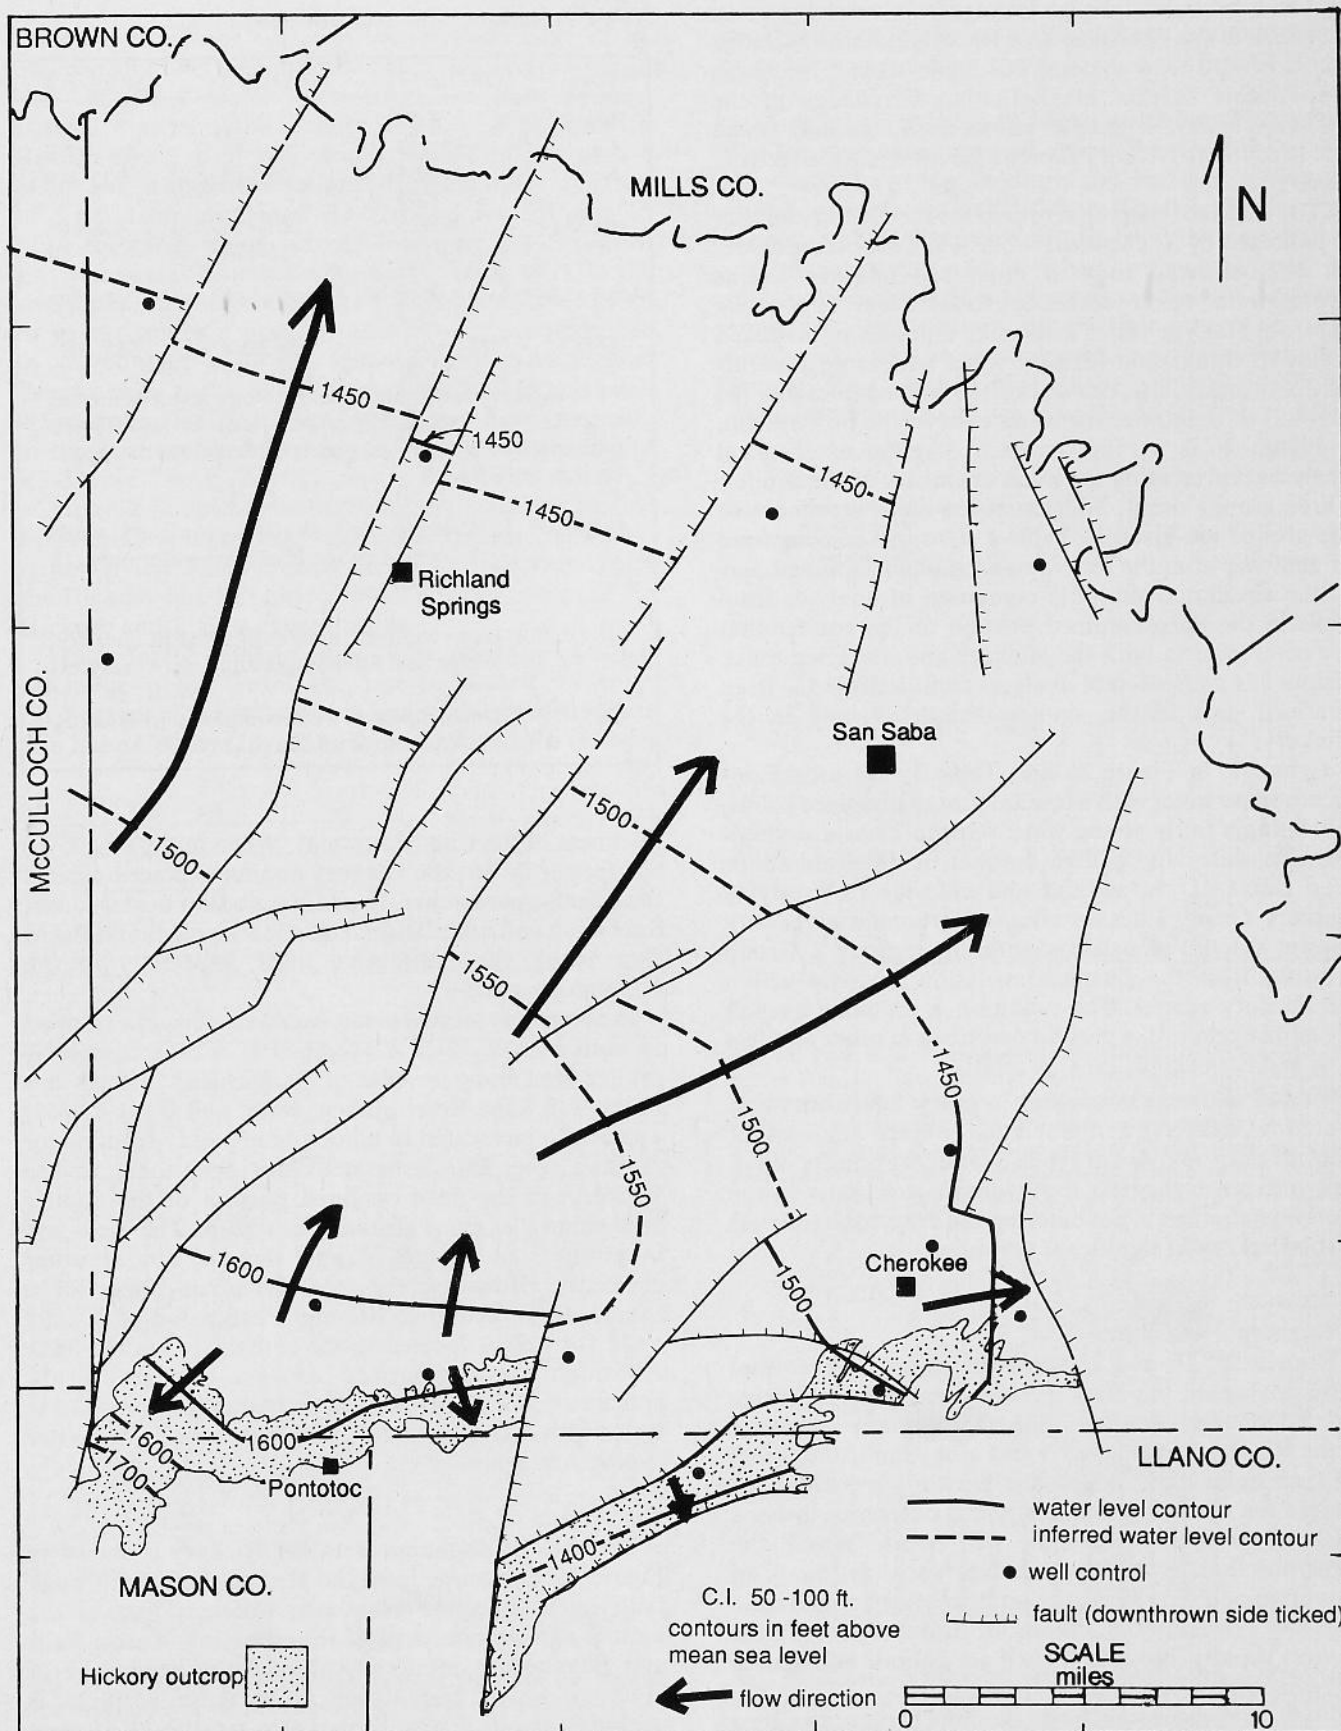 BROWN CO.
MILLS CO.
N
1450
1450
1450
1450
Richland
Springs
San Saba
McCULLOCH CO.
1500
1500
1550
1450
1500
1550
1600
Cherokee
1500
1600
1600
1700
Pontotoc
LLANO CO.
1400
MASON CO.
water level contour
inferred water level contour
well control
fault (downthrown side ticked)
C.I. 50 -100 ft.
contours in feet above
mean sea level
flow direction
Hickory outcrop
SCALE
miles
0 10